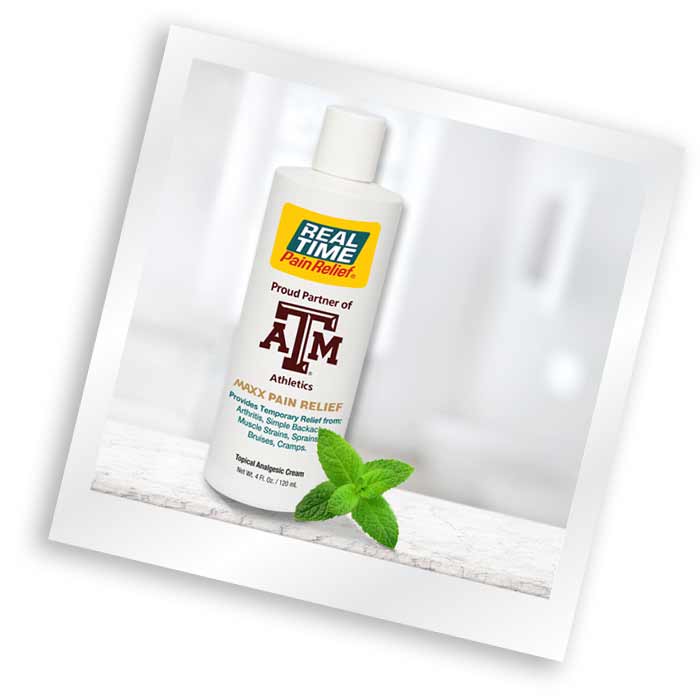 REAL
TIME
Pain Relief®
Proud Partner of
ATM
®
Athletics
MAXX PAIN RELIEF
Provides Temporary Relief from:
Arthritis, Simple Backache,
Muscle Strains, Sprains,
Bruises, Cramps.
Topical Analgesic Cream
Net Wt. 4 Fl. Oz. / 120 mL